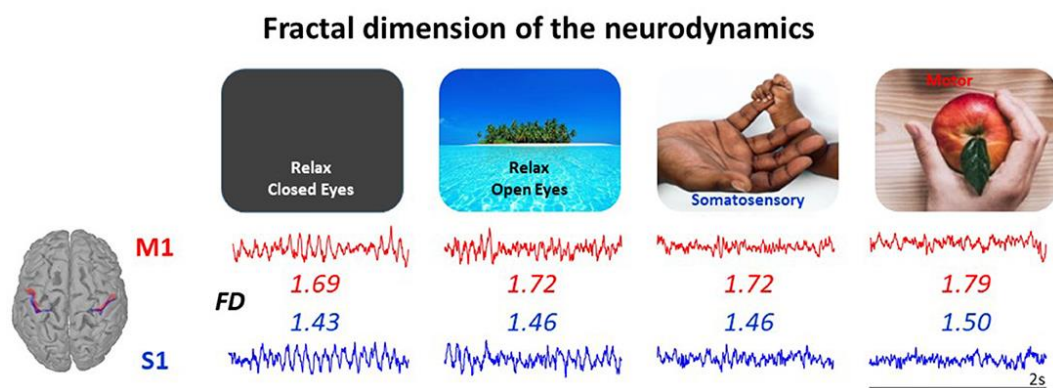 Fractal dimension of the neurodynamics
Relax
Closed Eyes
Relax
Open Eyes
Somatosensory
Motor
M1
1.69 1.72 1.72 1.79
FD
1.43 1.46 1.46 1.50
S1
2s